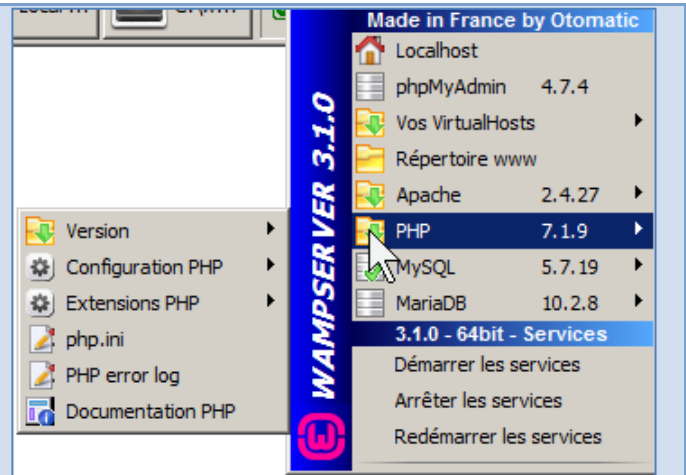 Made in France by Otomatic
Localhost
phpMyAdmin 4.7.4
Vos VirtualHosts
Répertoire www
Apache 2.4.27
PHP 7.1.9
MySQL 5.7.19
MariaDB 10.2.8
3.1.0 - 64bit - Services
Démarrer les services
Arrêter les services
Redémarrer les services
WAMPSERVER 3.1.0
Version
Configuration PHP
Extensions PHP
php.ini
PHP error log
Documentation PHP